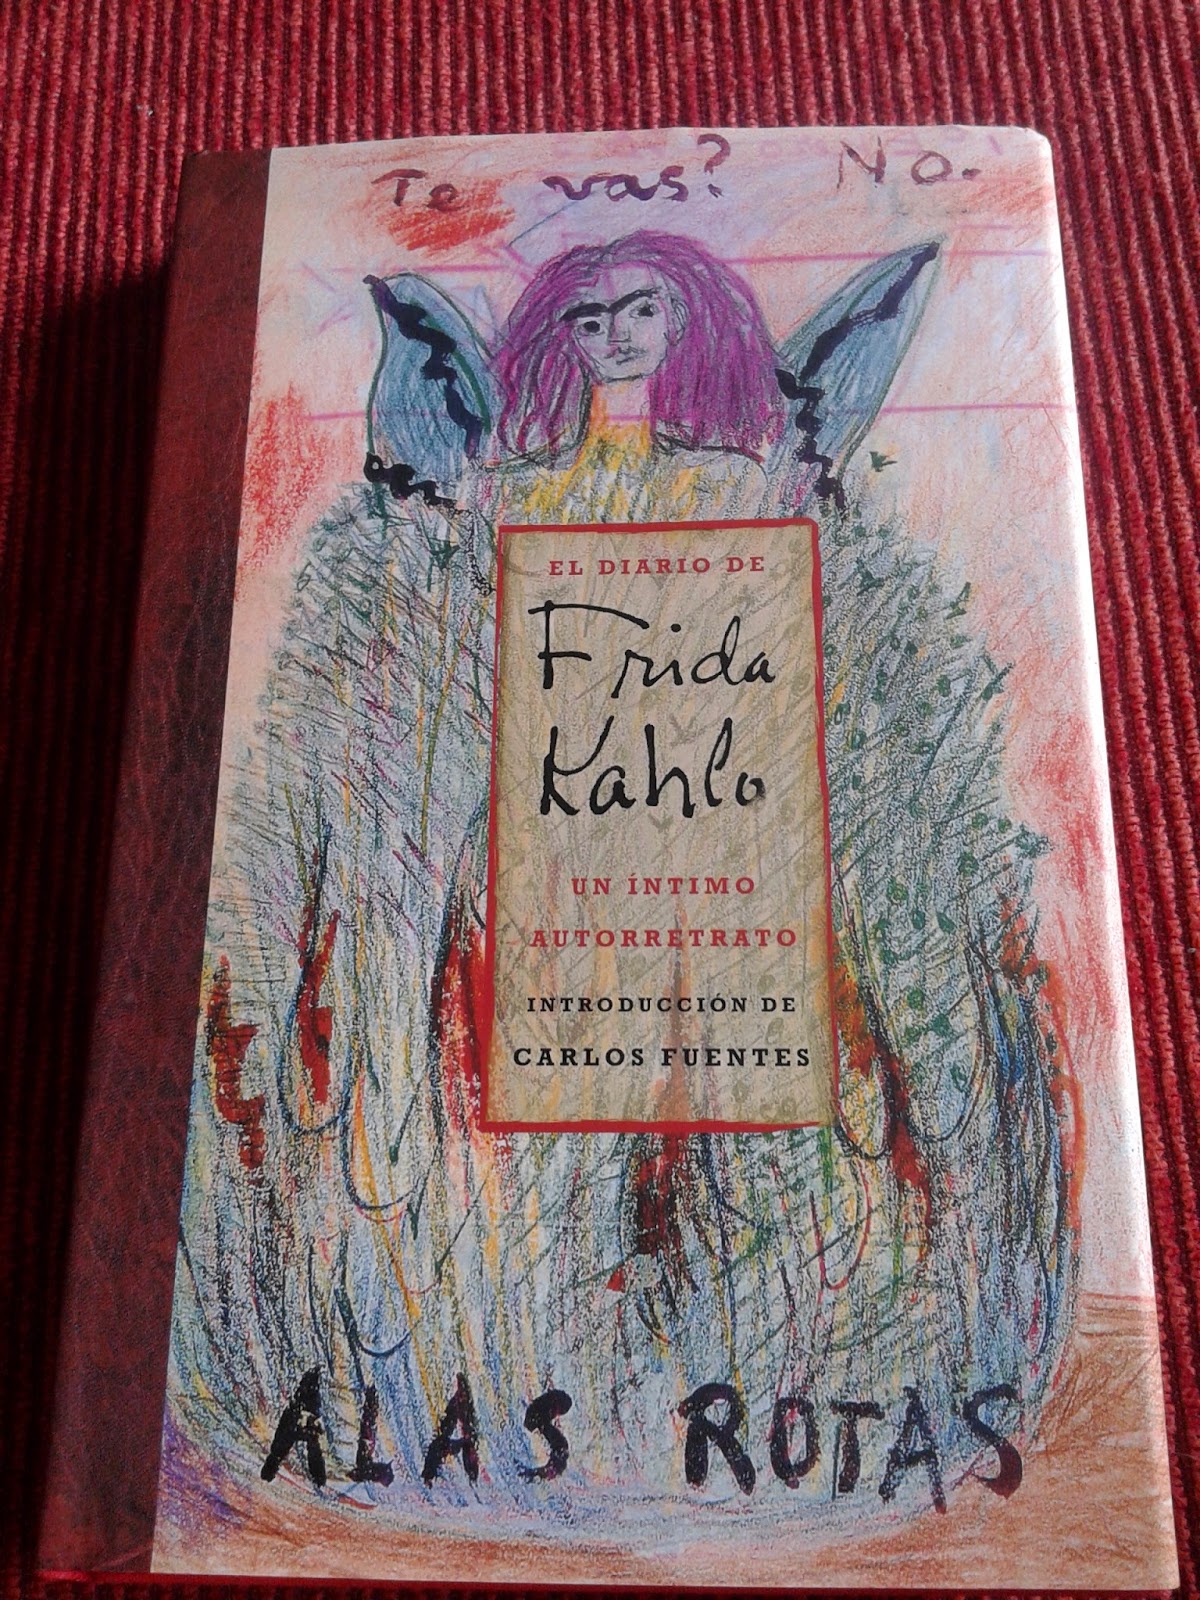 Te vas? No.
EL DIARIO DE
Frida
Kahlo
UN ÍNTIMO
AUTORRETRATO
INTRODUCCIÓN DE
CARLOS FUENTES
ALAS ROTAS